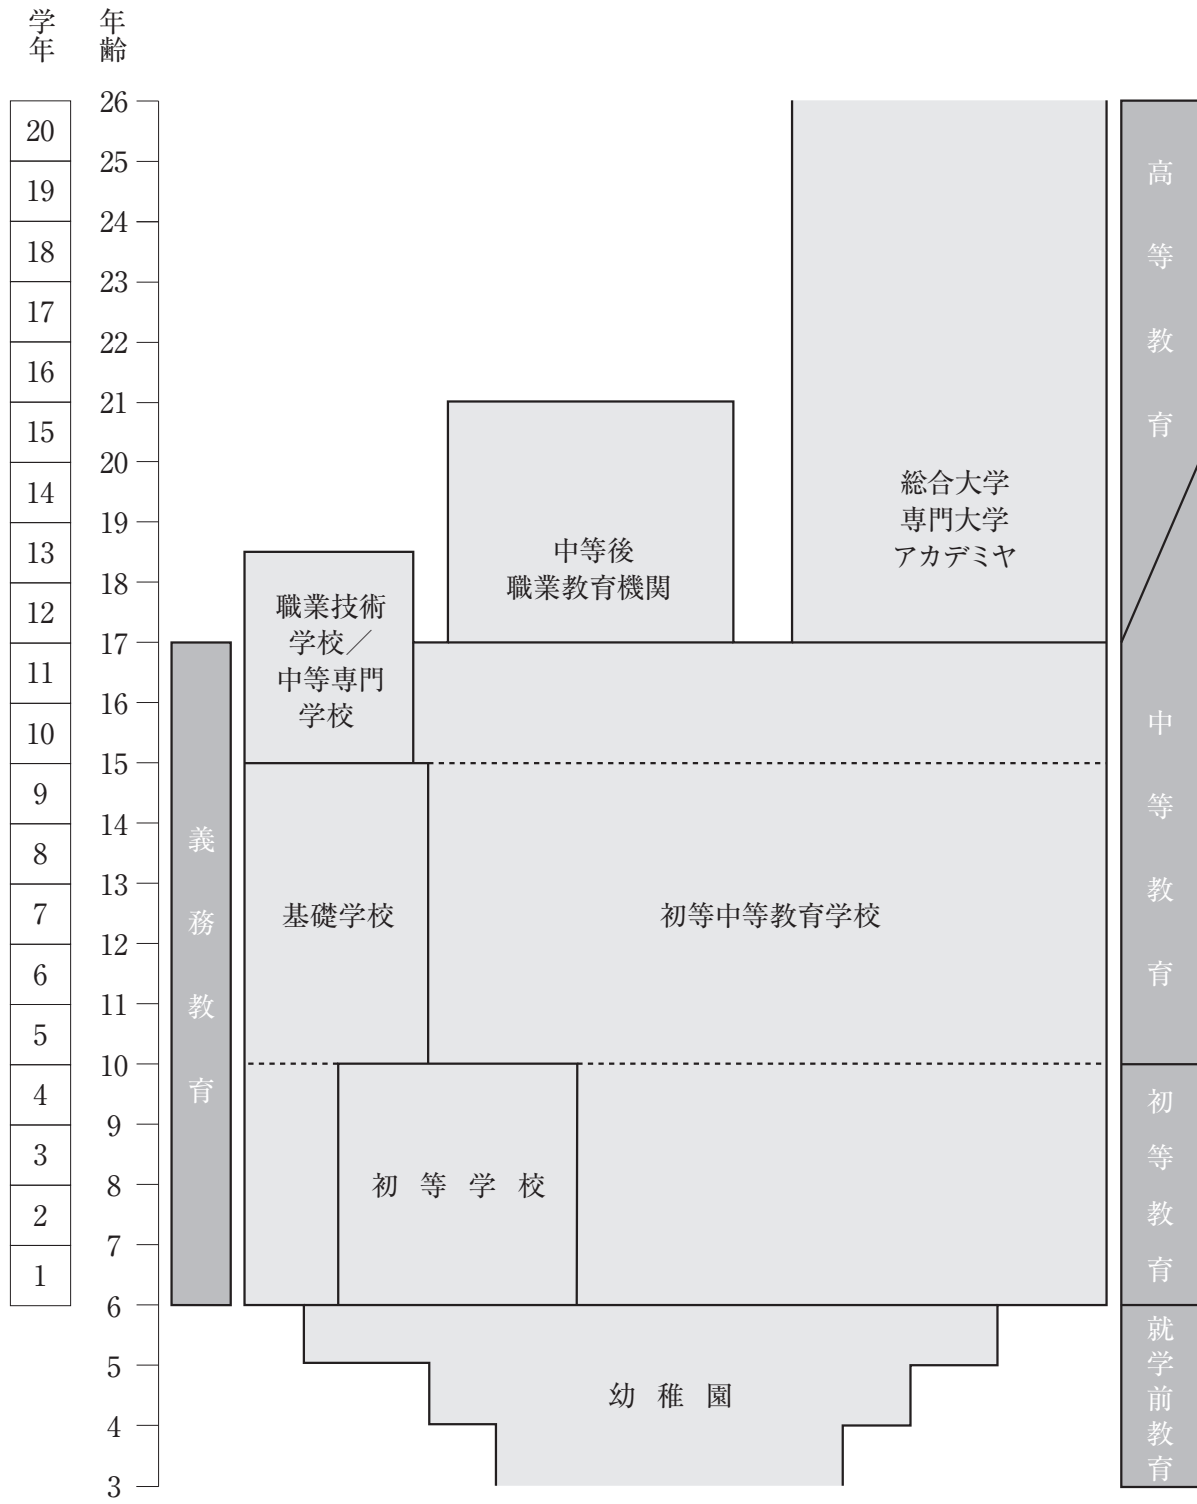 学年
年齢
20
19
18
17
16
15
14
13
12
11
10
9
8
7
6
5
4
3
2
1
26
25
24
23
22
21
20
19
18
17
16
15
14
13
12
11
10
9
8
7
6
5
4
3
義務教育
総合大学
専門大学
アカデミヤ
中等後
職業教育機関
職業技術
学校／
中等専門
学校
基礎学校
初等中等教育学校
初等学校
幼稚園
高等教育
中等教育
初等教育
就学前教育